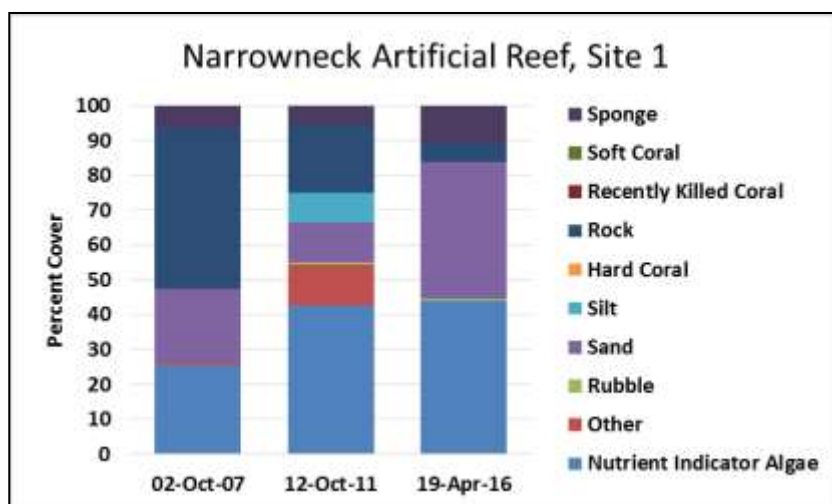 Narrowneck Artificial Reef, Site 1
Percent Cover
100
90
80
70
60
50
40
30
20
10
0
02-Oct-07 12-Oct-11 19-Apr-16
Sponge
Soft Coral
Recently Killed Coral
Rock
Hard Coral
Silt
Sand
Rubble
Other
Nutrient Indicator Algae